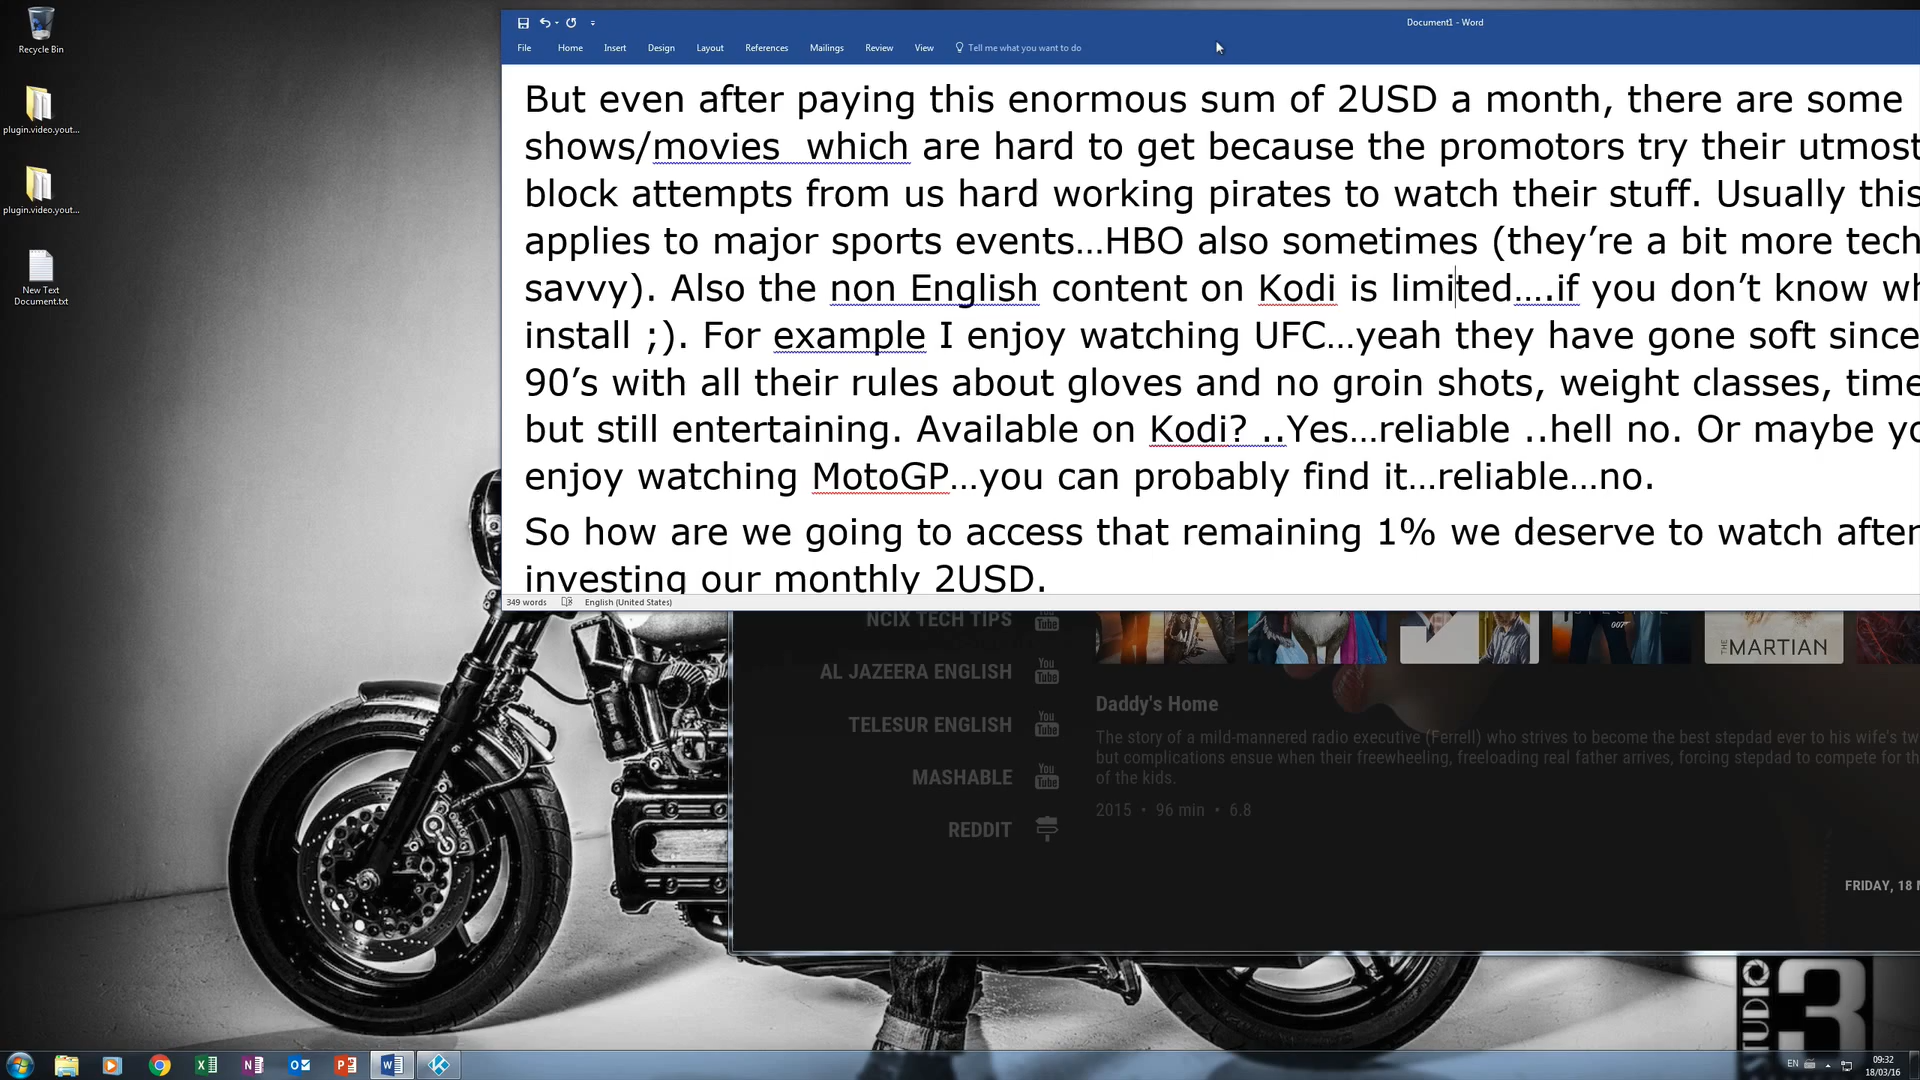 Recycle Bin
plugin.video.yout...
plugin.video.yout...
New Text
Document.txt
Document1 - Word
File Home Insert Design Layout References Mailings Review View Tell me what you want to do
But even after paying this enormous sum of 2USD a month, there are some
shows/movies  which are hard to get because the promotors try their utmost
block attempts from us hard working pirates to watch their stuff. Usually this
applies to major sports events…HBO also sometimes (they’re a bit more tech
savvy). Also the non English content on Kodi is limited….if you don’t know wh
install ;). For example I enjoy watching UFC…yeah they have gone soft since
90’s with all their rules about gloves and no groin shots, weight classes, time
but still entertaining. Available on Kodi? ..Yes…reliable ..hell no. Or maybe yo
enjoy watching MotoGP…you can probably find it…reliable…no.
So how are we going to access that remaining 1% we deserve to watch after
investing our monthly 2USD.
349 words English (United States)
NCIX TECH TIPS You Tube
AL JAZEERA ENGLISH You Tube
TELESUR ENGLISH You Tube
MASHABLE You Tube
REDDIT
007
THE MARTIAN
Daddy's Home
The story of a mild-mannered radio executive (Ferrell) who strives to become the best stepdad ever to his wife's tw
but complications ensue when their freewheeling, freeloading real father arrives, forcing stepdad to compete for th
of the kids.
2015 • 96 min • 6.8
FRIDAY, 18 M
STUDIO 3
EN
09:32
18/03/16